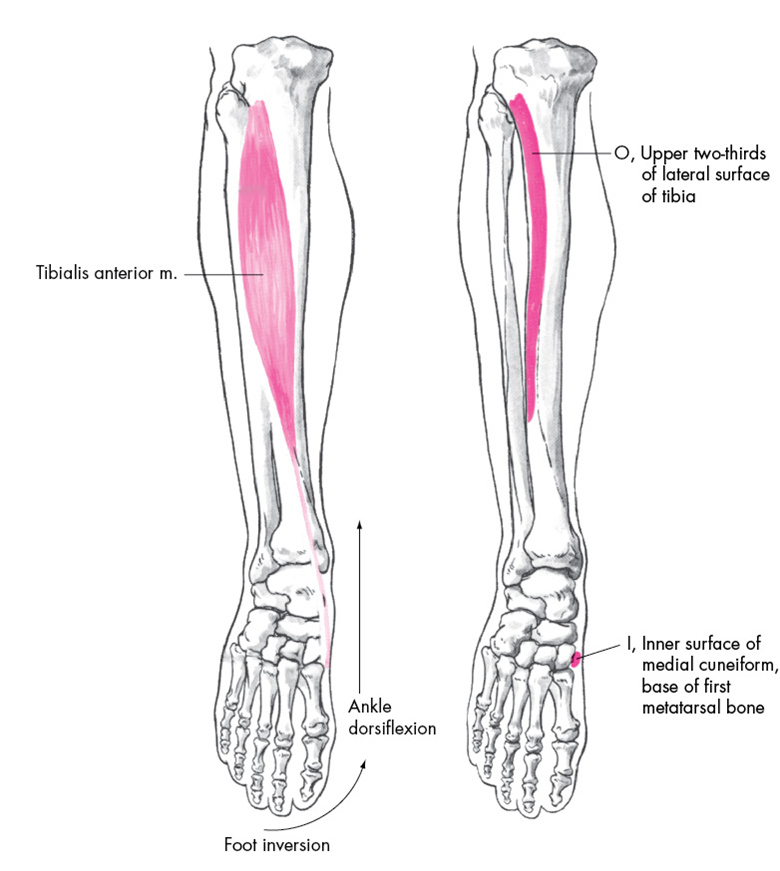 Tibialis anterior m.
Ankle
dorsiflexion
Foot inversion
O, Upper two-thirds
of lateral surface
of tibia
I, Inner surface of
medial cuneiform,
base of first
metatarsal bone